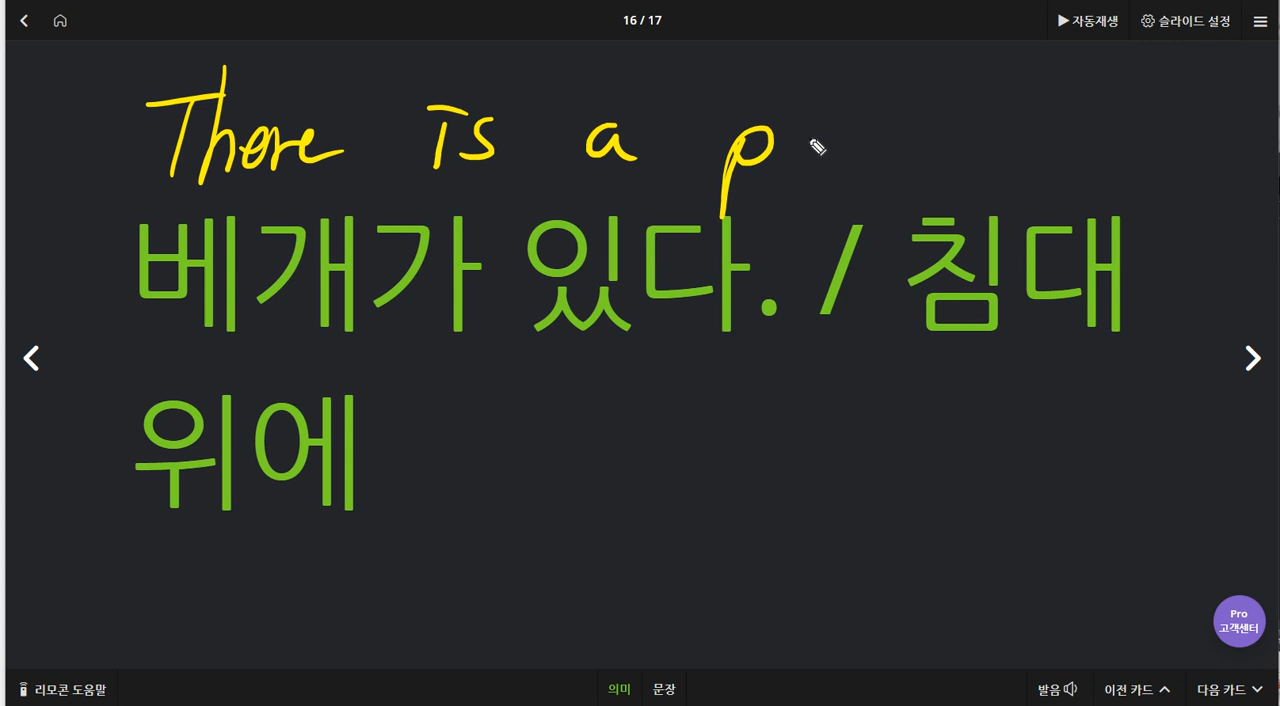 16 / 17
자동재생
슬라이드 설정
There is a p
베개가 있다. / 침대
위에
Pro
고객센터
리모콘 도움말
의미
문장
발음
이전 카드
다음 카드